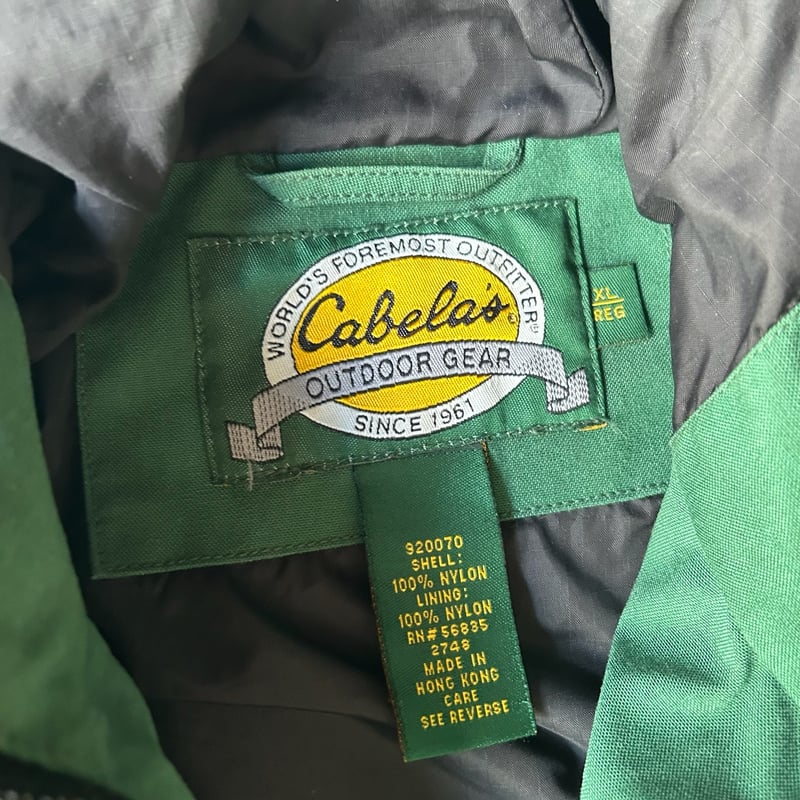 WORLD'S FOREMOST OUTFITTER®
Cabela's®
OUTDOOR GEAR
SINCE 1961
XL
REG
920070
SHELL:
100% NYLON
LINING:
100% NYLON
RN# 56835
2748
MADE IN
HONG KONG
CARE
SEE REVERSE